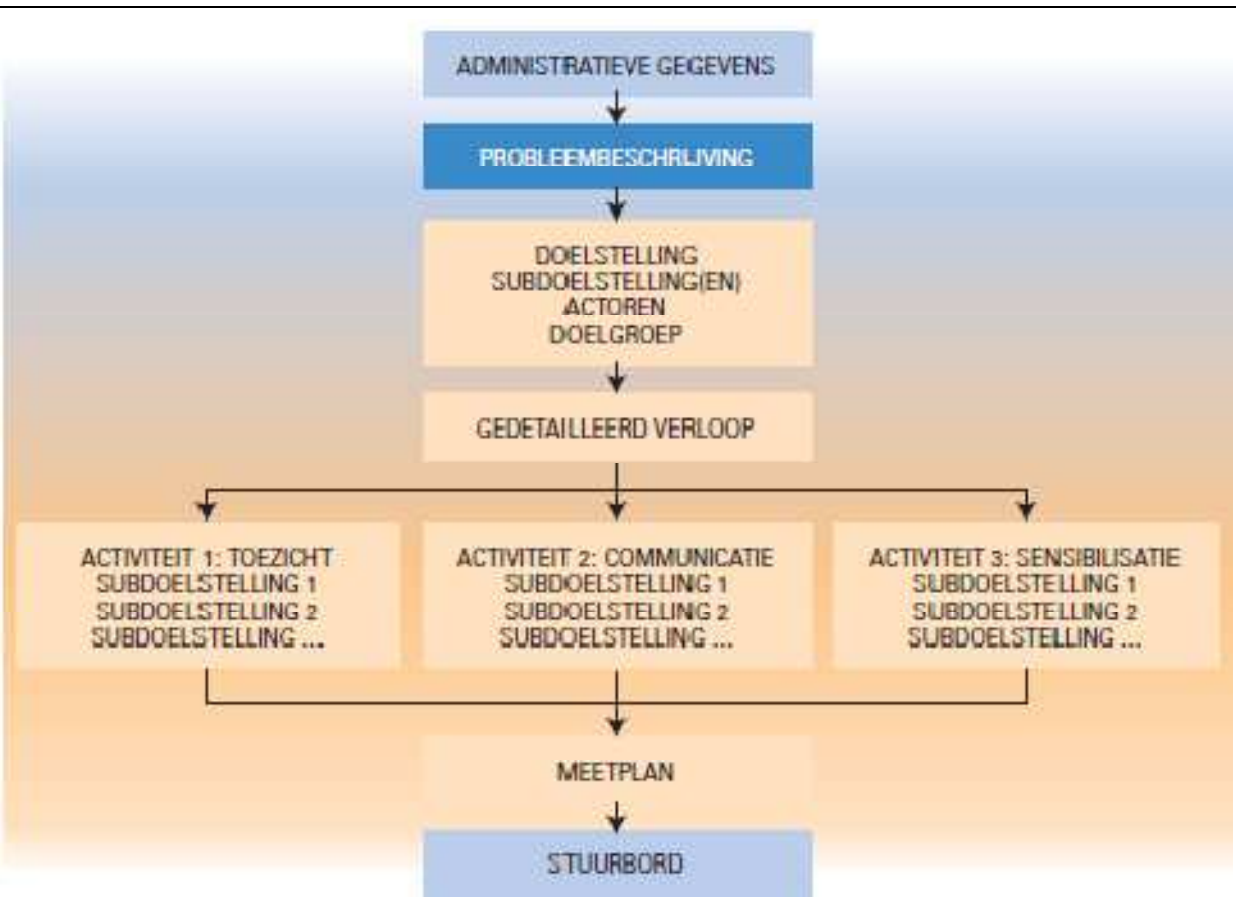 ADMINISTRATIEVE GEGEVENS
PROBLEEMBESCHRIJVING
DOELSTELLING
SUBDOELSTELLING(EN)
ACTOREN
DOELGROEP
GEDETAILLEERD VERLOOP
ACTIVITEIT 1: TOEZICHT
SUBDOELSTELLING 1
SUBDOELSTELLING 2
SUBDOELSTELLING ...
ACTIVITEIT 2: COMMUNICATIE
SUBDOELSTELLING 1
SUBDOELSTELLING 2
SUBDOELSTELLING ...
ACTIVITEIT 3: SENSIBILISATIE
SUBDOELSTELLING 1
SUBDOELSTELLING 2
SUBDOELSTELLING ...
MEETPLAN
STUURBORD